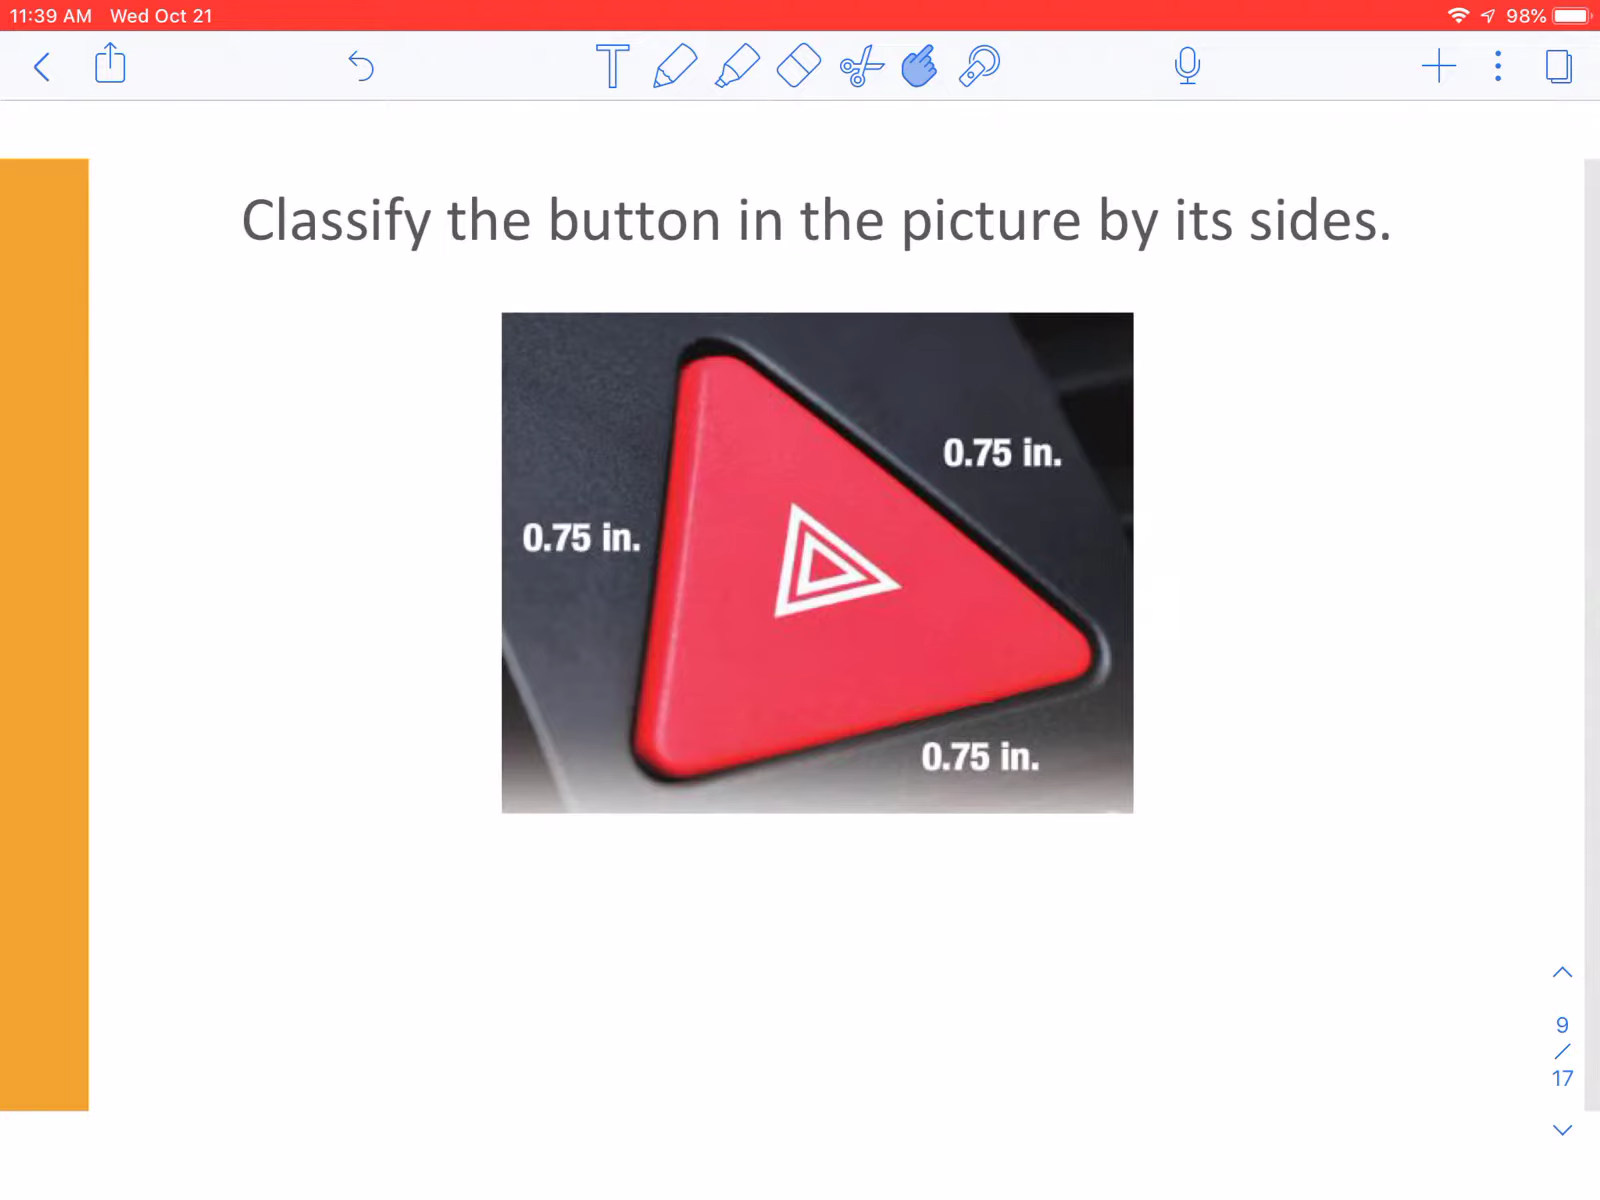 11:39 AM Wed Oct 21
98%
T
Classify the button in the picture by its sides.
0.75 in.
0.75 in.
0.75 in.
9
/
17